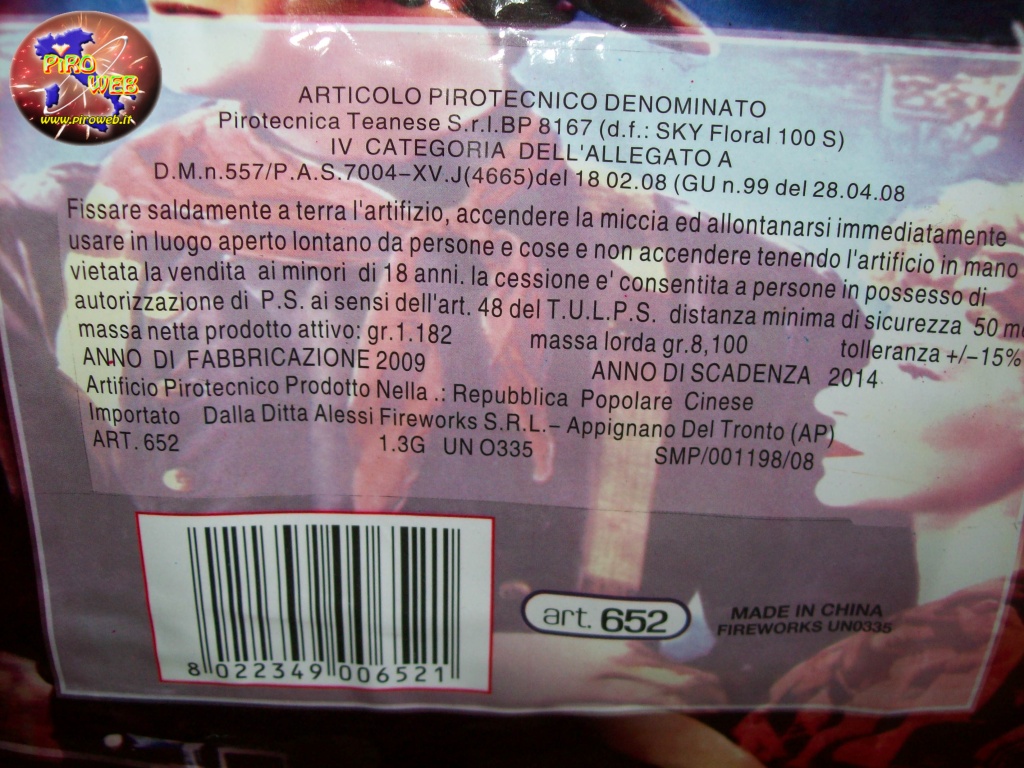 PiRO
WEB
www.piroweb.it
ARTICOLO PIROTECNICO DENOMINATO
Pirotecnica Teanese S.r.l.BP 8167 (d.f.: SKY Floral 100 S)
IV CATEGORIA DELL'ALLEGATO A
D.M.n.557/P.A.S.7004-XV.J(4665)del 18 02.08 (GU n.99 del 28.04.08
Fissare saldamente a terra l'artifizio, accendere la miccia ed allontanarsi immediatamente
usare in luogo aperto lontano da persone e cose e non accendere tenendo l'artificio in mano
vietata la vendita ai minori di 18 anni. la cessione e' consentita a persone in possesso di
autorizzazione di P.S. ai sensi dell'art. 48 del T.U.L.P.S. distanza minima di sicurezza 50 m
massa netta prodotto attivo: gr.1.182 massa lorda gr.8,100 tolleranza +/-15%
ANNO DI FABBRICAZIONE 2009 ANNO DI SCADENZA 2014
Artificio Pirotecnico Prodotto Nella .: Repubblica Popolare Cinese
Importato Dalla Ditta Alessi Fireworks S.R.L.- Appignano Del Tronto (AP)
ART. 652 1.3G UN O335 SMP/001198/08
8 022349 006521
art. 652
MADE IN CHINA
FIREWORKS UN0335